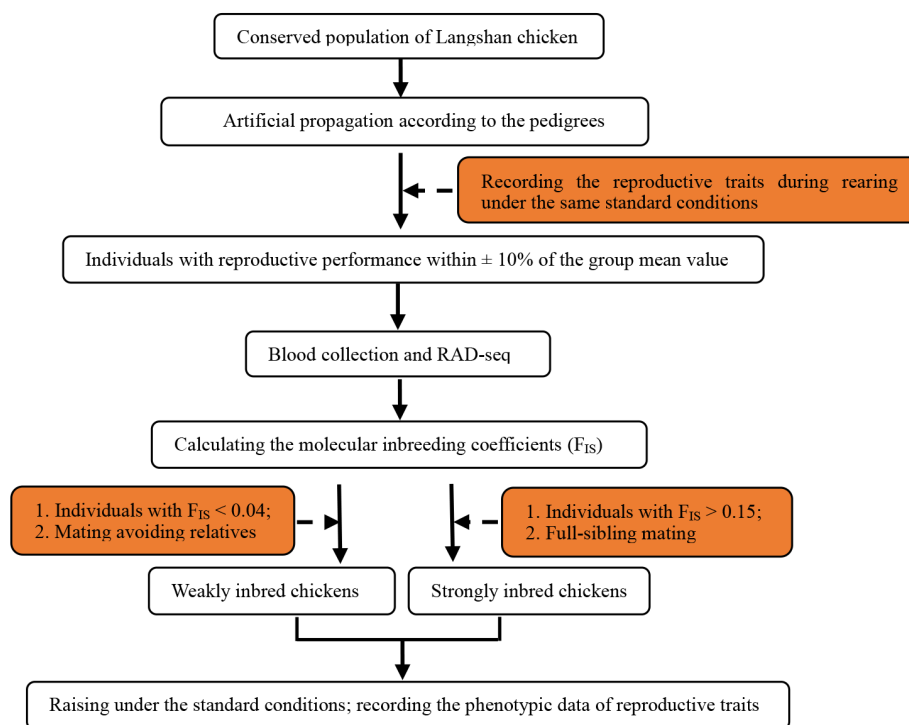 Conserved population of Langshan chicken
Artificial propagation according to the pedigrees
Recording the reproductive traits during rearing
under the same standard conditions
Individuals with reproductive performance within ± 10% of the group mean value
Blood collection and RAD-seq
Calculating the molecular inbreeding coefficients (FIS)
1. Individuals with FIS < 0.04;
2. Mating avoiding relatives
1. Individuals with FIS > 0.15;
2. Full-sibling mating
Weakly inbred chickens
Strongly inbred chickens
Raising under the standard conditions; recording the phenotypic data of reproductive traits